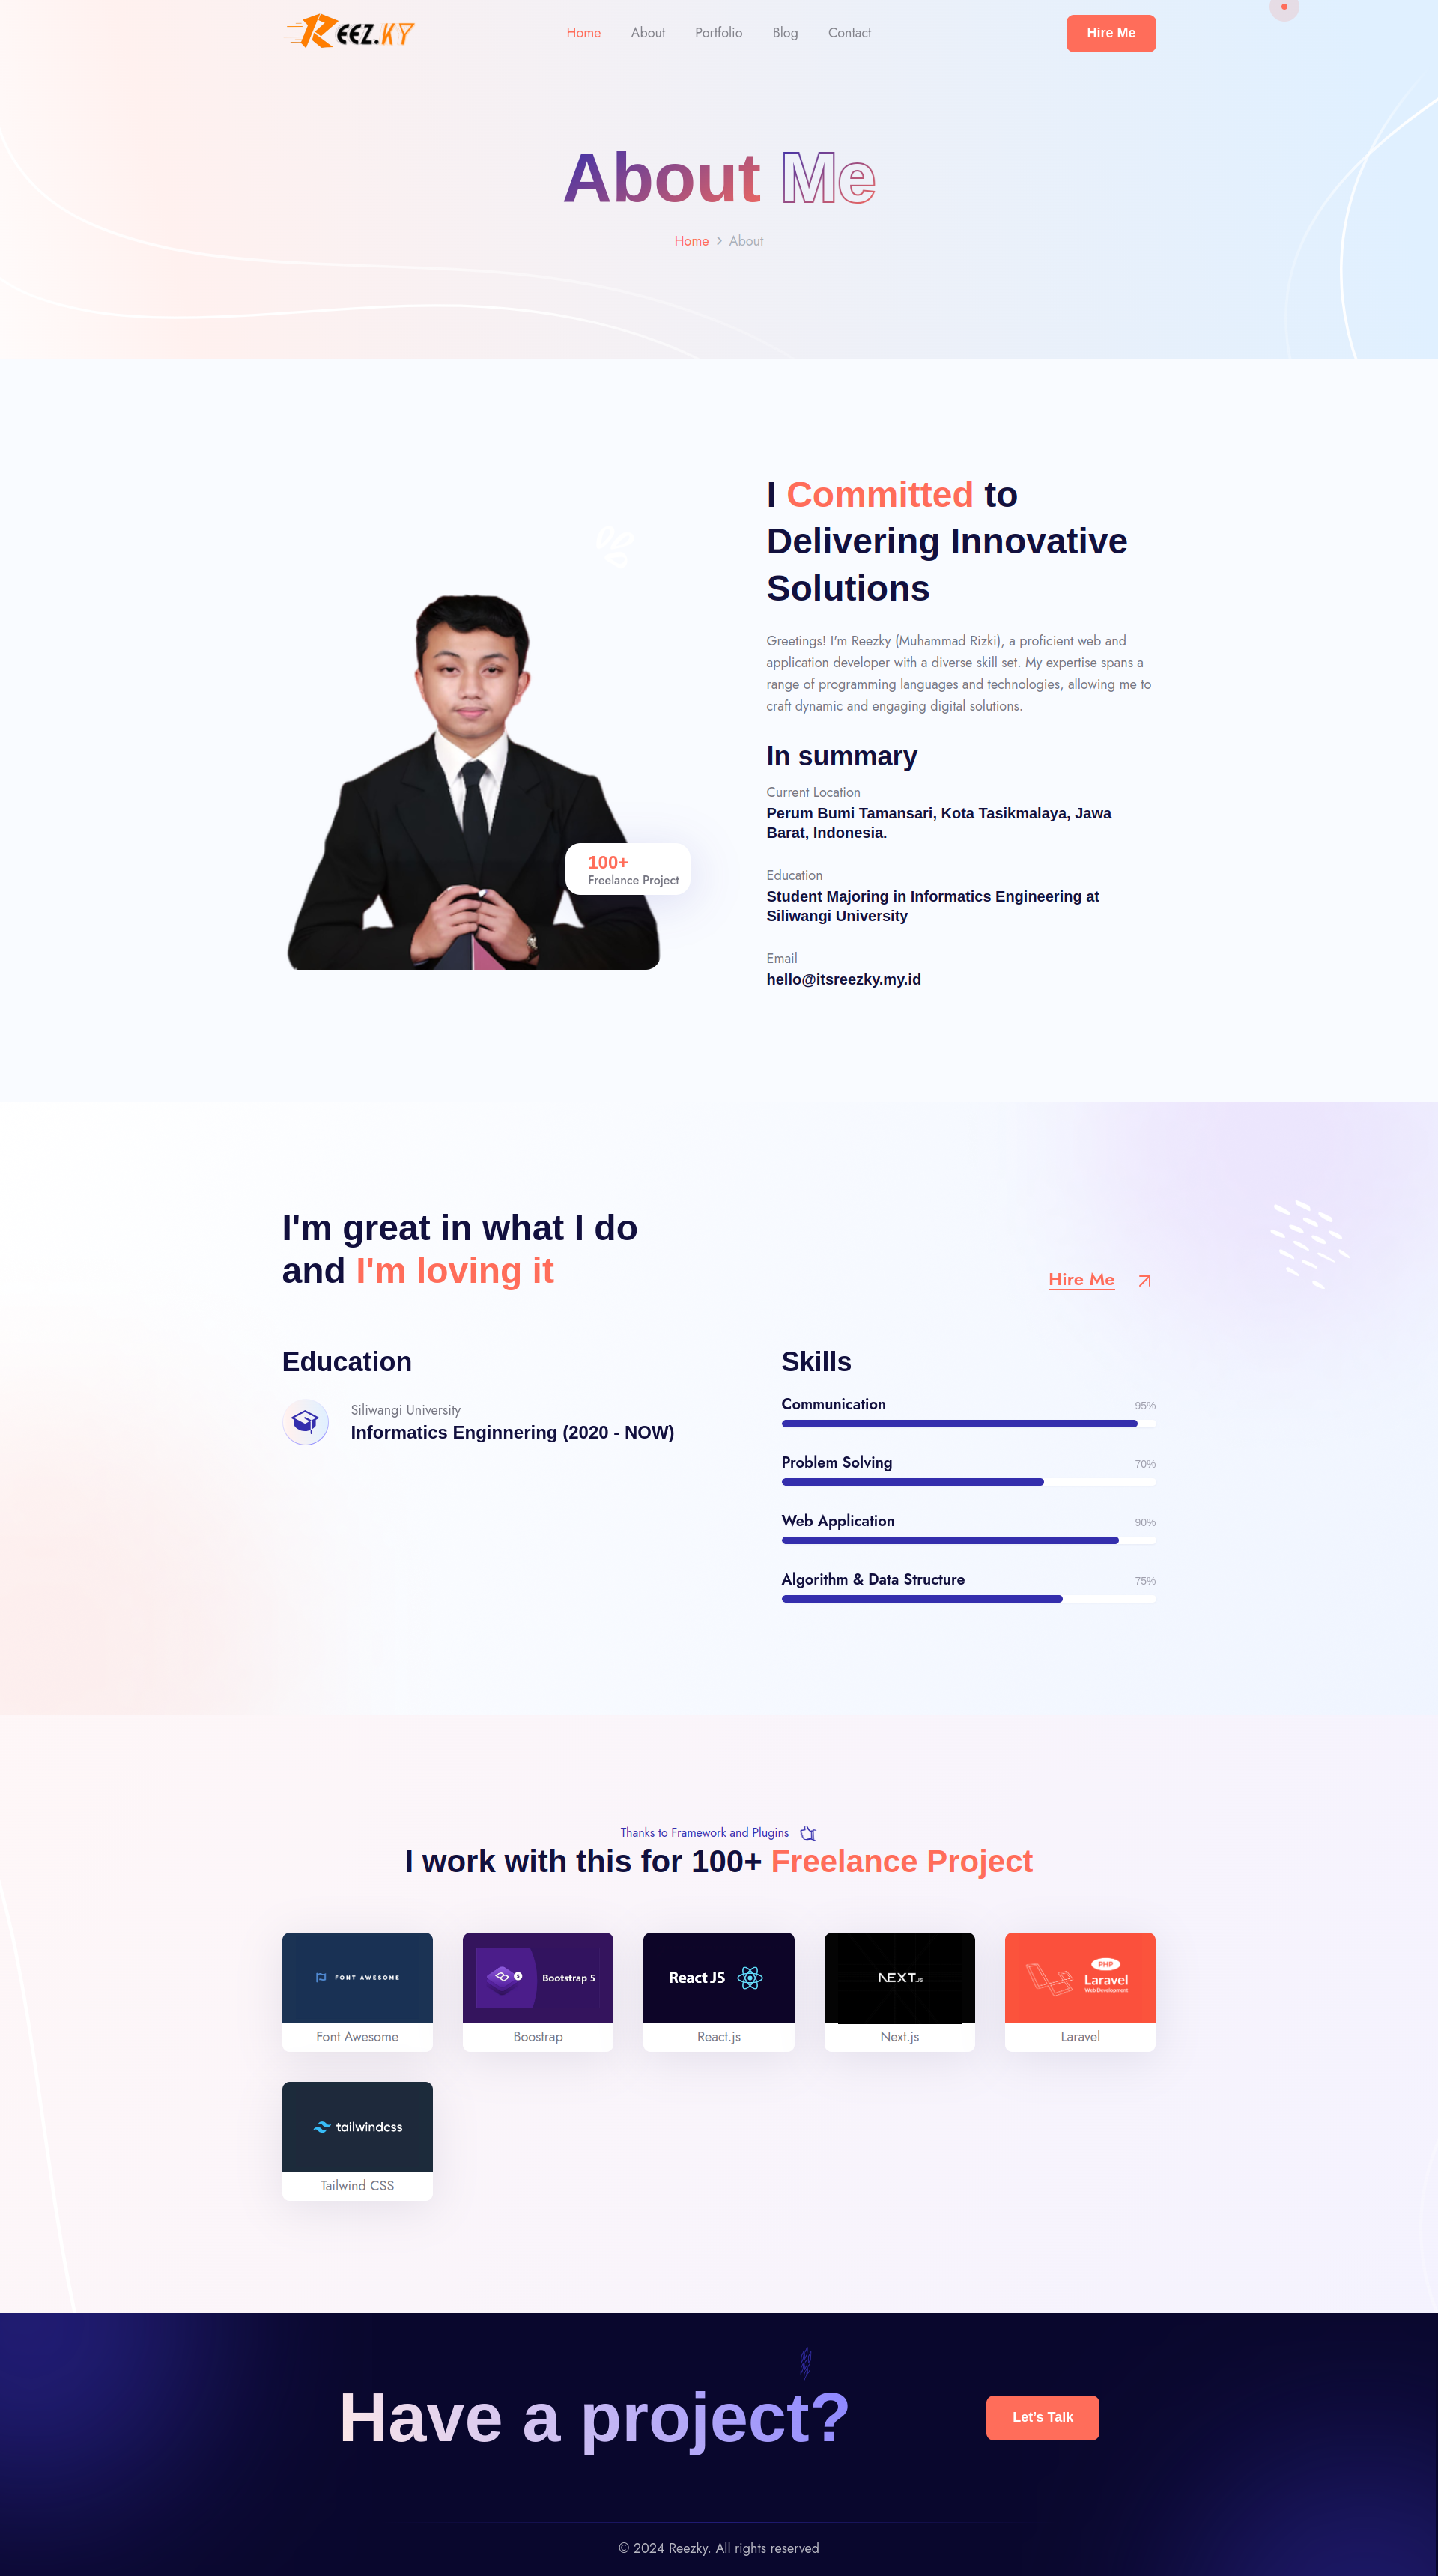 REEZ.KY
Home
About
Portfolio
Blog
Contact
Hire Me
About Me
Home > About
I Committed to
Delivering Innovative
Solutions
Greetings! I'm Reezky (Muhammad Rizki), a proficient web and
application developer with a diverse skill set. My expertise spans a
range of programming languages and technologies, allowing me to
craft dynamic and engaging digital solutions.
100+
Freelance Project
In summary
Current Location
Perum Bumi Tamansari, Kota Tasikmalaya, Jawa
Barat, Indonesia.
Education
Student Majoring in Informatics Engineering at
Siliwangi University
Email
hello@itsreezky.my.id
I'm great in what I do
and I'm loving it
Hire Me
Education
Siliwangi University
Informatics Enginnering (2020 - NOW)
Skills
Communication 95%
Problem Solving 70%
Web Application 90%
Algorithm & Data Structure 75%
Thanks to Framework and Plugins
I work with this for 100+ Freelance Project
FONT AWESOME
Font Awesome
5
Bootstrap 5
Boostrap
React JS
React.js
NEXT.JS
Next.js
PHP
Laravel
Web Development
Laravel
tailwindcss
Tailwind CSS
Have a project?
Let's Talk
© 2024 Reezky. All rights reserved